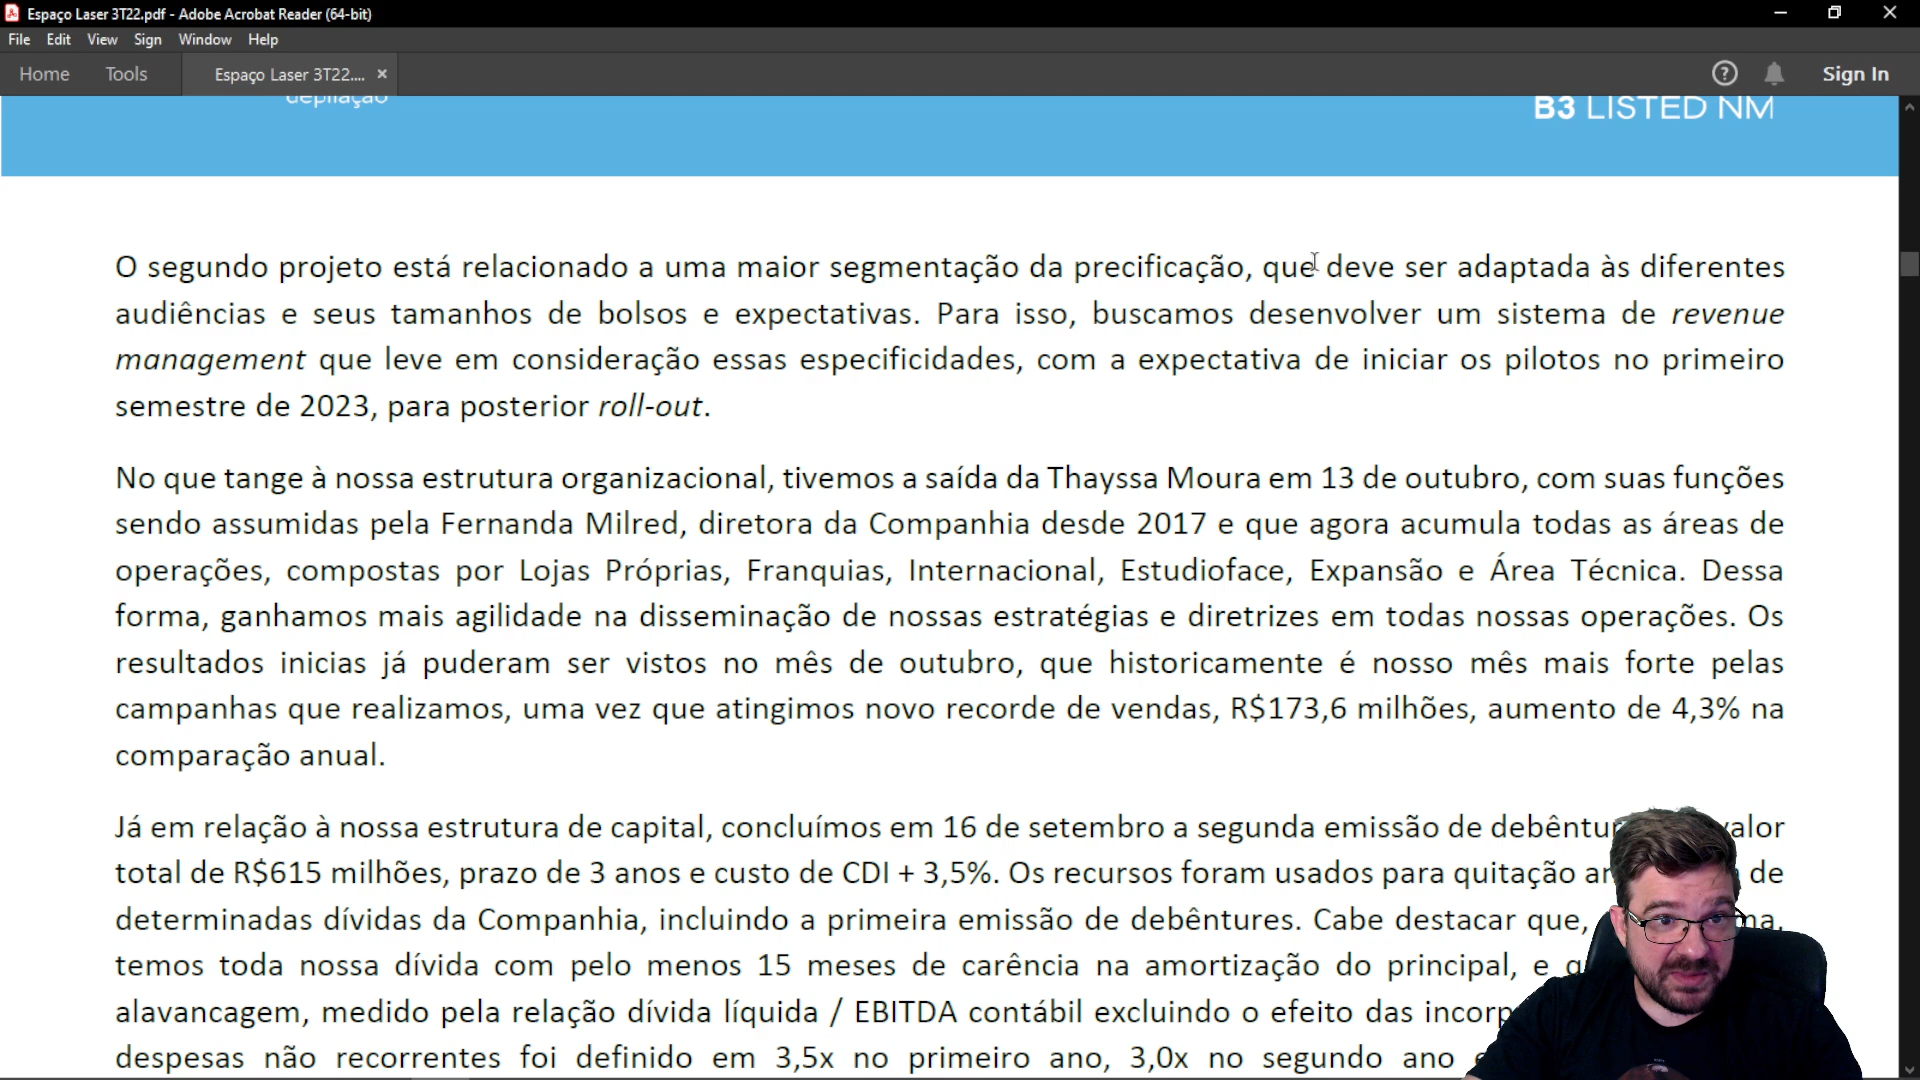 Espaço Laser 3T22.pdf - Adobe Acrobat Reader (64-bit)
File Edit View Sign Window Help
Home Tools Espaço Laser 3T22.... × Sign In
depilação
B3 LISTED NM
O segundo projeto está relacionado a uma maior segmentação da precificação, que deve ser adaptada às diferentes
audiências e seus tamanhos de bolsos e expectativas. Para isso, buscamos desenvolver um sistema de revenue
management que leve em consideração essas especificidades, com a expectativa de iniciar os pilotos no primeiro
semestre de 2023, para posterior roll-out.
No que tange à nossa estrutura organizacional, tivemos a saída da Thayssa Moura em 13 de outubro, com suas funções
sendo assumidas pela Fernanda Milred, diretora da Companhia desde 2017 e que agora acumula todas as áreas de
operações, compostas por Lojas Próprias, Franquias, Internacional, Estudioface, Expansão e Área Técnica. Dessa
forma, ganhamos mais agilidade na disseminação de nossas estratégias e diretrizes em todas nossas operações. Os
resultados inicias já puderam ser vistos no mês de outubro, que historicamente é nosso mês mais forte pelas
campanhas que realizamos, uma vez que atingimos novo recorde de vendas, R$173,6 milhões, aumento de 4,3% na
comparação anual.
Já em relação à nossa estrutura de capital, concluímos em 16 de setembro a segunda emissão de valor
total de R$615 milhões, prazo de 3 anos e custo de CDI + 3,5%. Os recursos foram usados para quitação de
determinadas dívidas da Companhia, incluindo a primeira emissão de debêntures. Cabe destacar que,
temos toda nossa dívida com pelo menos 15 meses de carência na amortização do principal, e
alavancagem, medido pela relação dívida líquida / EBITDA contábil excluindo o efeito das
despesas não recorrentes foi definido em 3,5x no primeiro ano, 3,0x no segundo ano